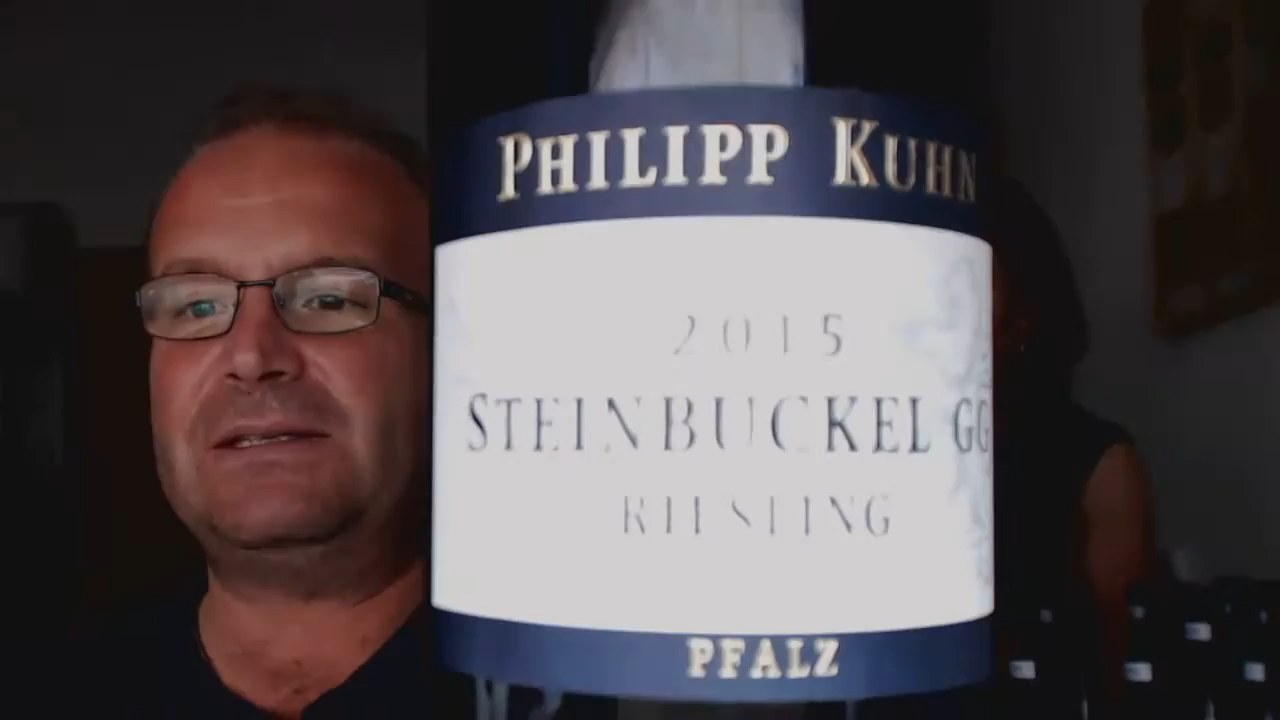 PHILIPP KUHN
2015
STEINBUCKEL GG
RIESLING
PFALZ